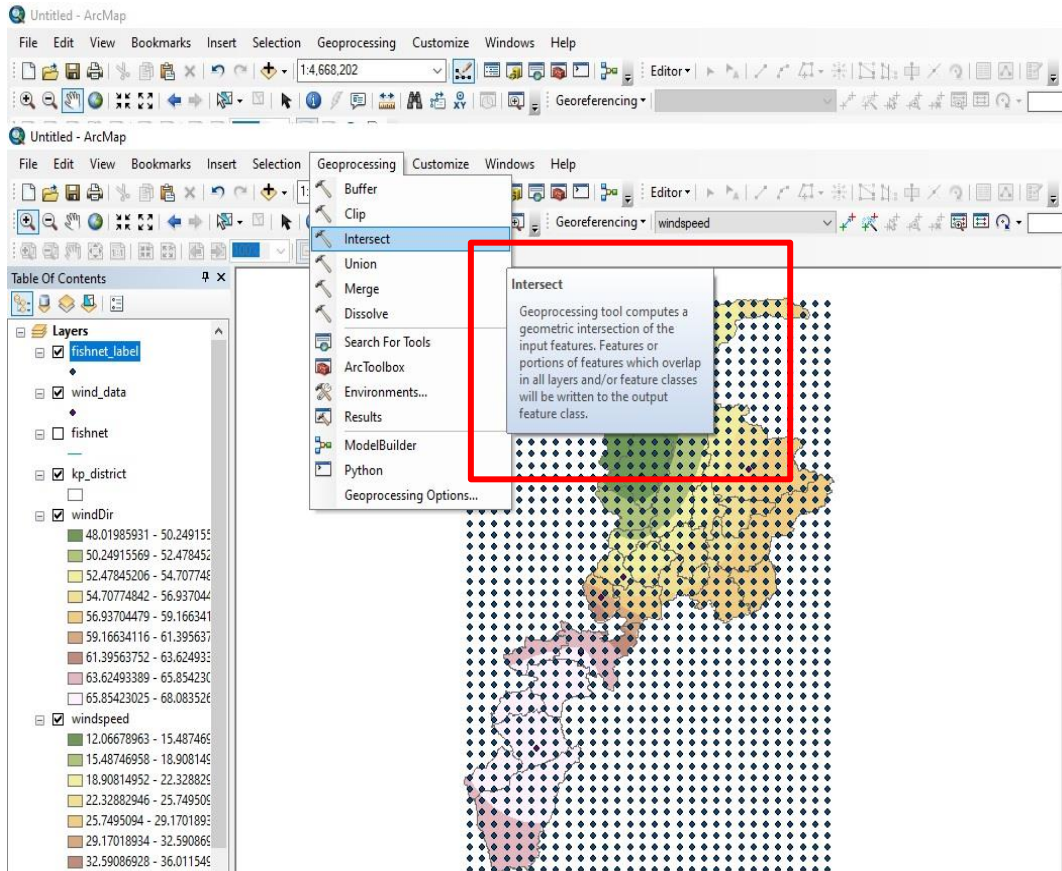 Untitled - ArcMap
File Edit View Bookmarks Insert Selection Geoprocessing Customize Windows Help
1:4,668,202
Editor
Georeferencing
Untitled - ArcMap
File Edit View Bookmarks Insert Selection Geoprocessing Customize Windows Help
1:
Editor
Georeferencing windspeed
Buffer
Clip
Intersect
Union
Merge
Dissolve
Search For Tools
ArcToolbox
Environments...
Results
ModelBuilder
Python
Geoprocessing Options...
Intersect
Geoprocessing tool computes a
geometric intersection of the
input features. Features or
portions of features which overlap
in all layers and/or feature classes
will be written to the output
feature class.
Table Of Contents
Layers
fishnet_label
wind_data
fishnet
kp_district
windDir
48.01985931 - 50.249155
50.24915569 - 52.478452
52.47845206 - 54.707748
54.70774842 - 56.937044
56.93704479 - 59.166341
59.16634116 - 61.395637
61.39563752 - 63.624933
63.62493389 - 65.854230
65.85423025 - 68.083526
windspeed
12.06678963 - 15.487469
15.48746958 - 18.908149
18.90814952 - 22.328829
22.32882946 - 25.749509
25.7495094 - 29.1701893
29.17018934 - 32.590869
32.59086928 - 36.011549